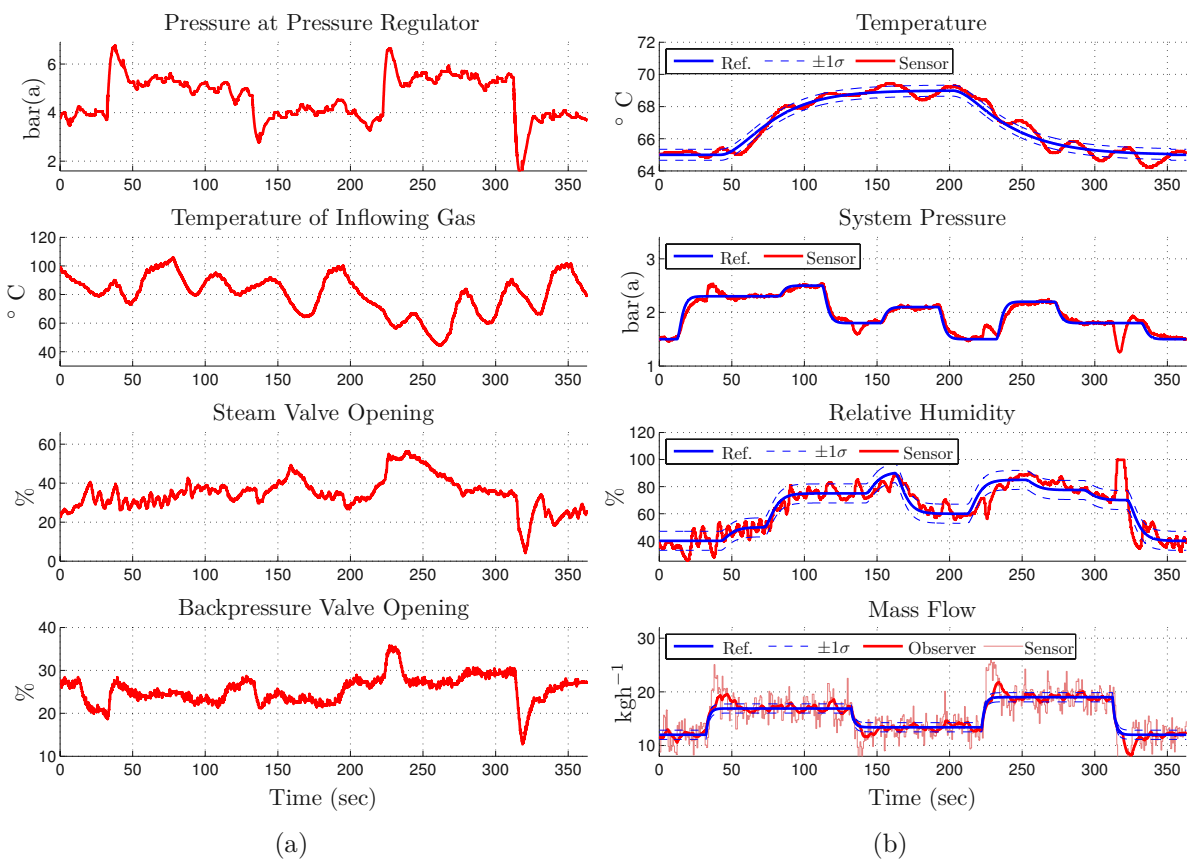 Pressure at Pressure Regulator
bar(a)
6
4
2
0 50 100 150 200 250 300 350
Temperature of Inflowing Gas
° C
120
100
80
60
40
0 50 100 150 200 250 300 350
Steam Valve Opening
%
60
40
20
0
0 50 100 150 200 250 300 350
Backpressure Valve Opening
%
40
30
20
10
0 50 100 150 200 250 300 350
Time (sec)
(a)
Temperature
° C
72
70
68
66
64
Ref. ±1σ Sensor
0 50 100 150 200 250 300 350
System Pressure
bar(a)
3
2
1
Ref. Sensor
0 50 100 150 200 250 300 350
Relative Humidity
%
120
100
80
60
40
Ref. ±1σ Sensor
0 50 100 150 200 250 300 350
Mass Flow
kgh⁻¹
30
20
10
Ref. ±1σ Observer Sensor
0 50 100 150 200 250 300 350
Time (sec)
(b)